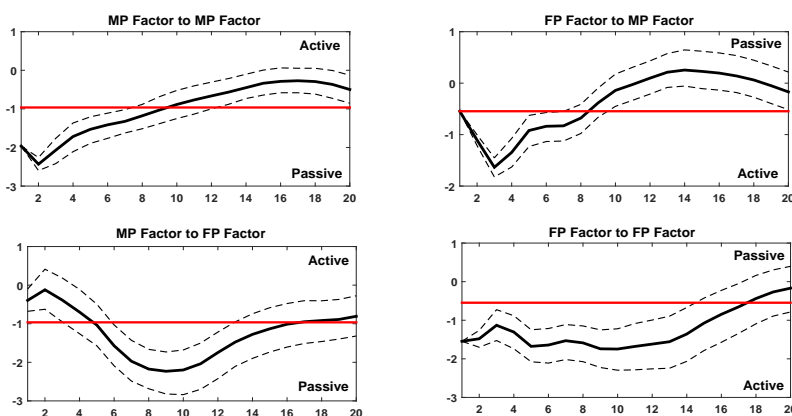 MP Factor to MP Factor
1
0
-1
-2
-3
Active
Passive
2 4 6 8 10 12 14 16 18 20
FP Factor to MP Factor
1
0
-1
-2
Passive
Active
2 4 6 8 10 12 14 16 18 20
MP Factor to FP Factor
1
0
-1
-2
-3
Active
Passive
2 4 6 8 10 12 14 16 18 20
FP Factor to FP Factor
1
0
-1
-2
-3
Passive
Active
2 4 6 8 10 12 14 16 18 20